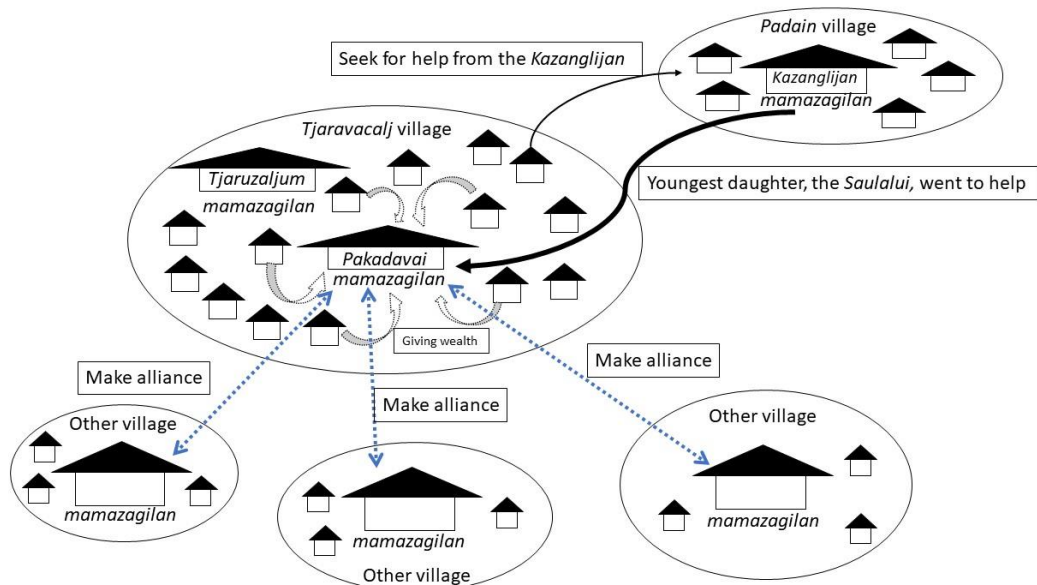 Padain village
Seek for help from the Kazanglijan
Kazanglijan
mamazagilan
Tjaravacalj village
Tjaruzaljum
mamazagilan
Youngest daughter, the Saulalui, went to help
Pakadavai
mamazagilan
Giving wealth
Make alliance
Make alliance
Make alliance
Other village
mamazagilan
mamazagilan
Other village
Other village
mamazagilan